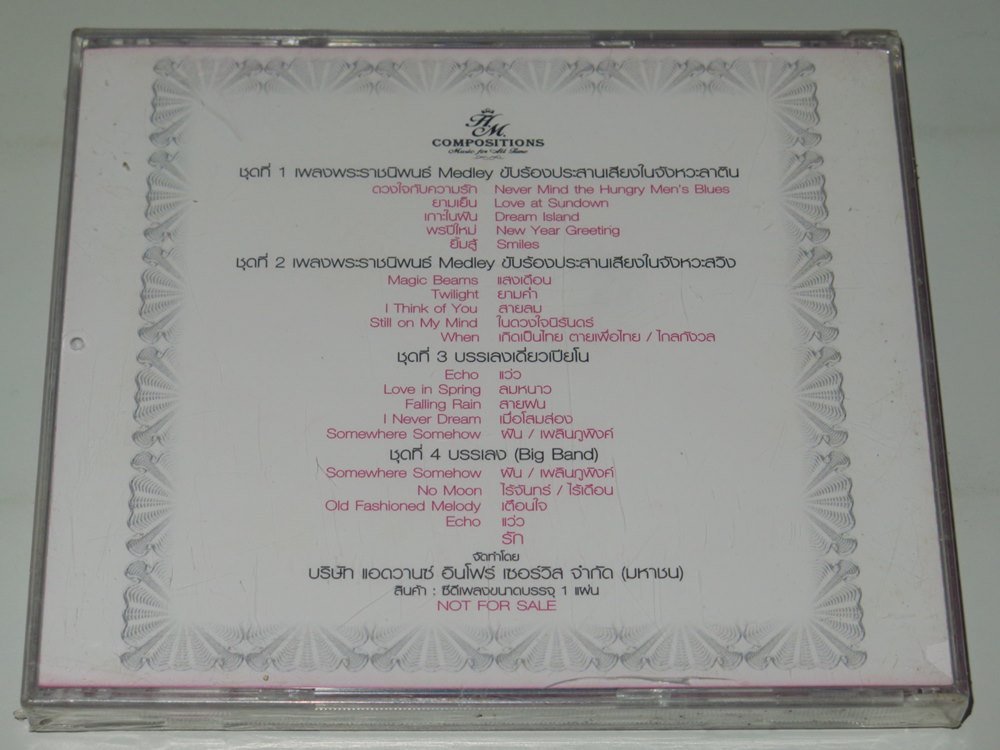 H.M.
COMPOSITIONS
Music for All Time
ชุดที่ 1 เพลงพระราชนิพนธ์ Medley ขับร้องประสานเสียงในจังหวะลาติน
ดวงใจกับความรัก Never Mind the Hungry Men's Blues
ยามเย็น Love at Sundown
เกาะในฝัน Dream Island
พรปีใหม่ New Year Greeting
ยิ้มสู้ Smiles
ชุดที่ 2 เพลงพระราชนิพนธ์ Medley ขับร้องประสานเสียงในจังหวะสวิง
Magic Beams แสงเดือน
Twilight ยามค่ำ
I Think of You สายลม
Still on My Mind ในดวงใจนิรันดร์
When เกิดเป็นไทย ตายเพื่อไทย / ไกลกังวล
ชุดที่ 3 บรรเลงเดี่ยวเปียโน
Echo แว่ว
Love in Spring ลมหนาว
Falling Rain สายฝน
I Never Dream เมื่อโสมส่อง
Somewhere Somehow ฝัน / เพลินภูพิงค์
ชุดที่ 4 บรรเลง (Big Band)
Somewhere Somehow ฝัน / เพลินภูพิงค์
No Moon ไร้จันทร์ / ไร้เดือน
Old Fashioned Melody เตือนใจ
Echo แว่ว
รัก
จัดทำโดย
บริษัท แอดวานซ์ อินโฟร์ เซอร์วิส จำกัด (มหาชน)
สินค้า : ซีดีเพลงขนาดบรรจุ 1 แผ่น
NOT FOR SALE